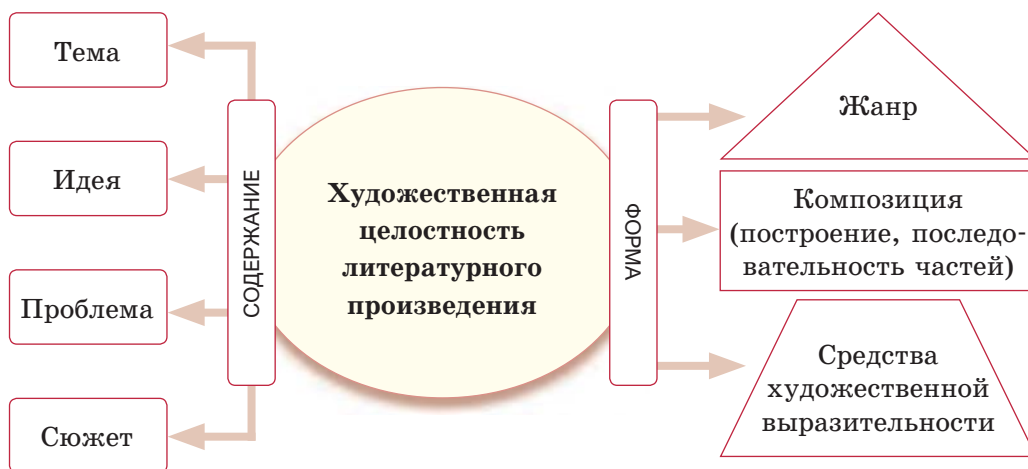 Тема
Идея
Проблема
Сюжет
СОДЕРЖАНИЕ
Художественная
целостность
литературного
произведения
ФОРМА
Жанр
Композиция
(построение, последо-
вательность частей)
Средства
художественной
выразительности